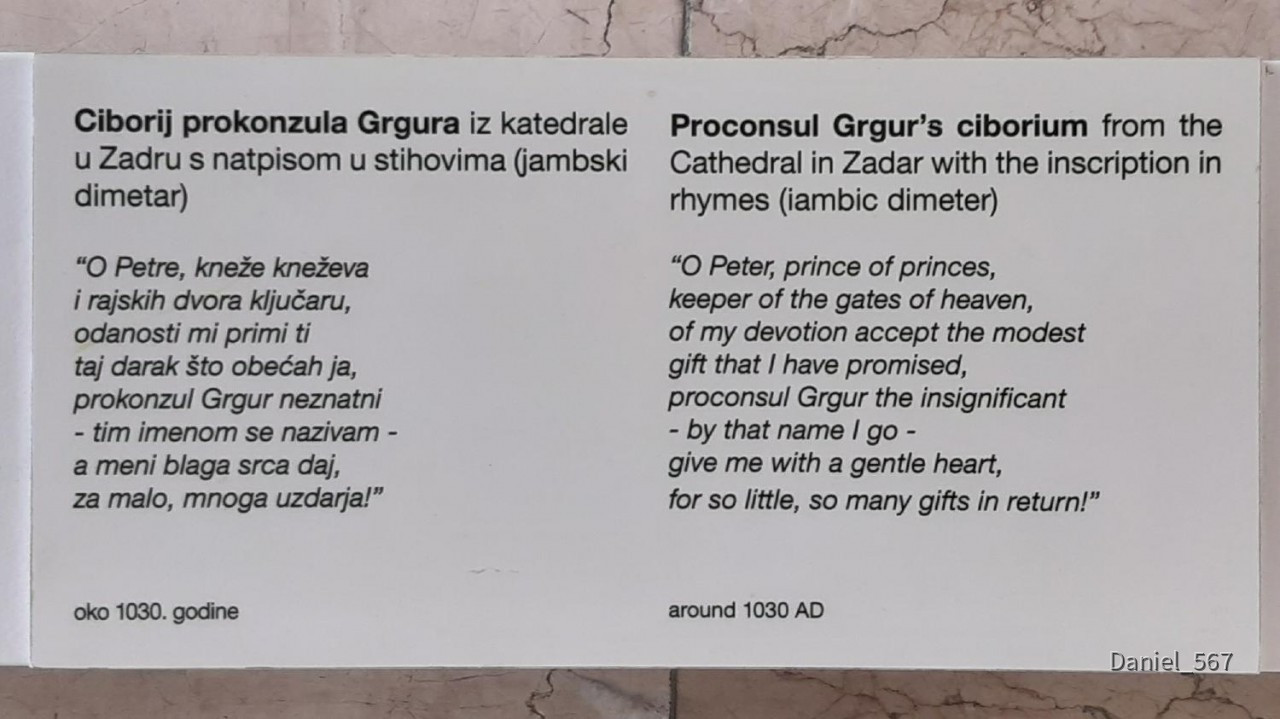 Ciborij prokonzula Grgura iz katedrale
u Zadru s natpisom u stihovima (jambski
dimetar)
“O Petre, kneže kneževa
i rajskih dvora ključaru,
odanosti mi primi ti
taj darak što obećah ja,
prokonzul Grgur neznatni
- tim imenom se nazivam -
a meni blaga srca daj,
za malo, mnoga uzdarja!”
oko 1030. godine
Proconsul Grgur’s ciborium from the
Cathedral in Zadar with the inscription in
rhymes (iambic dimeter)
“O Peter, prince of princes,
keeper of the gates of heaven,
of my devotion accept the modest
gift that I have promised,
proconsul Grgur the insignificant
- by that name I go -
give me with a gentle heart,
for so little, so many gifts in return!”
around 1030 AD
Daniel_567